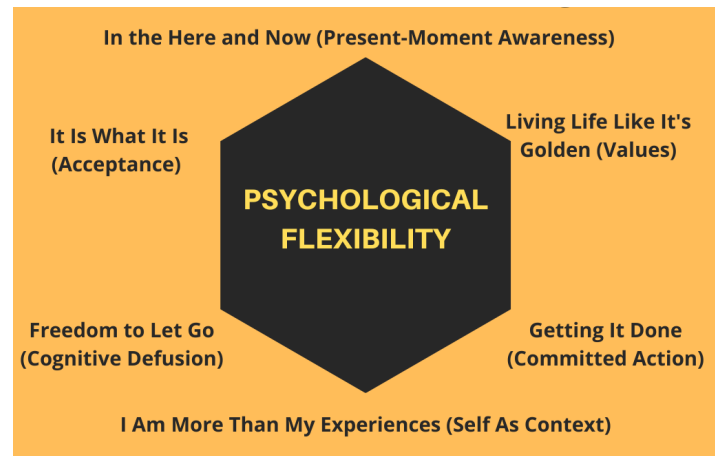 In the Here and Now (Present-Moment Awareness)
It Is What It Is
(Acceptance)
Living Life Like It's
Golden (Values)
PSYCHOLOGICAL
FLEXIBILITY
Freedom to Let Go
(Cognitive Defusion)
Getting It Done
(Committed Action)
I Am More Than My Experiences (Self As Context)